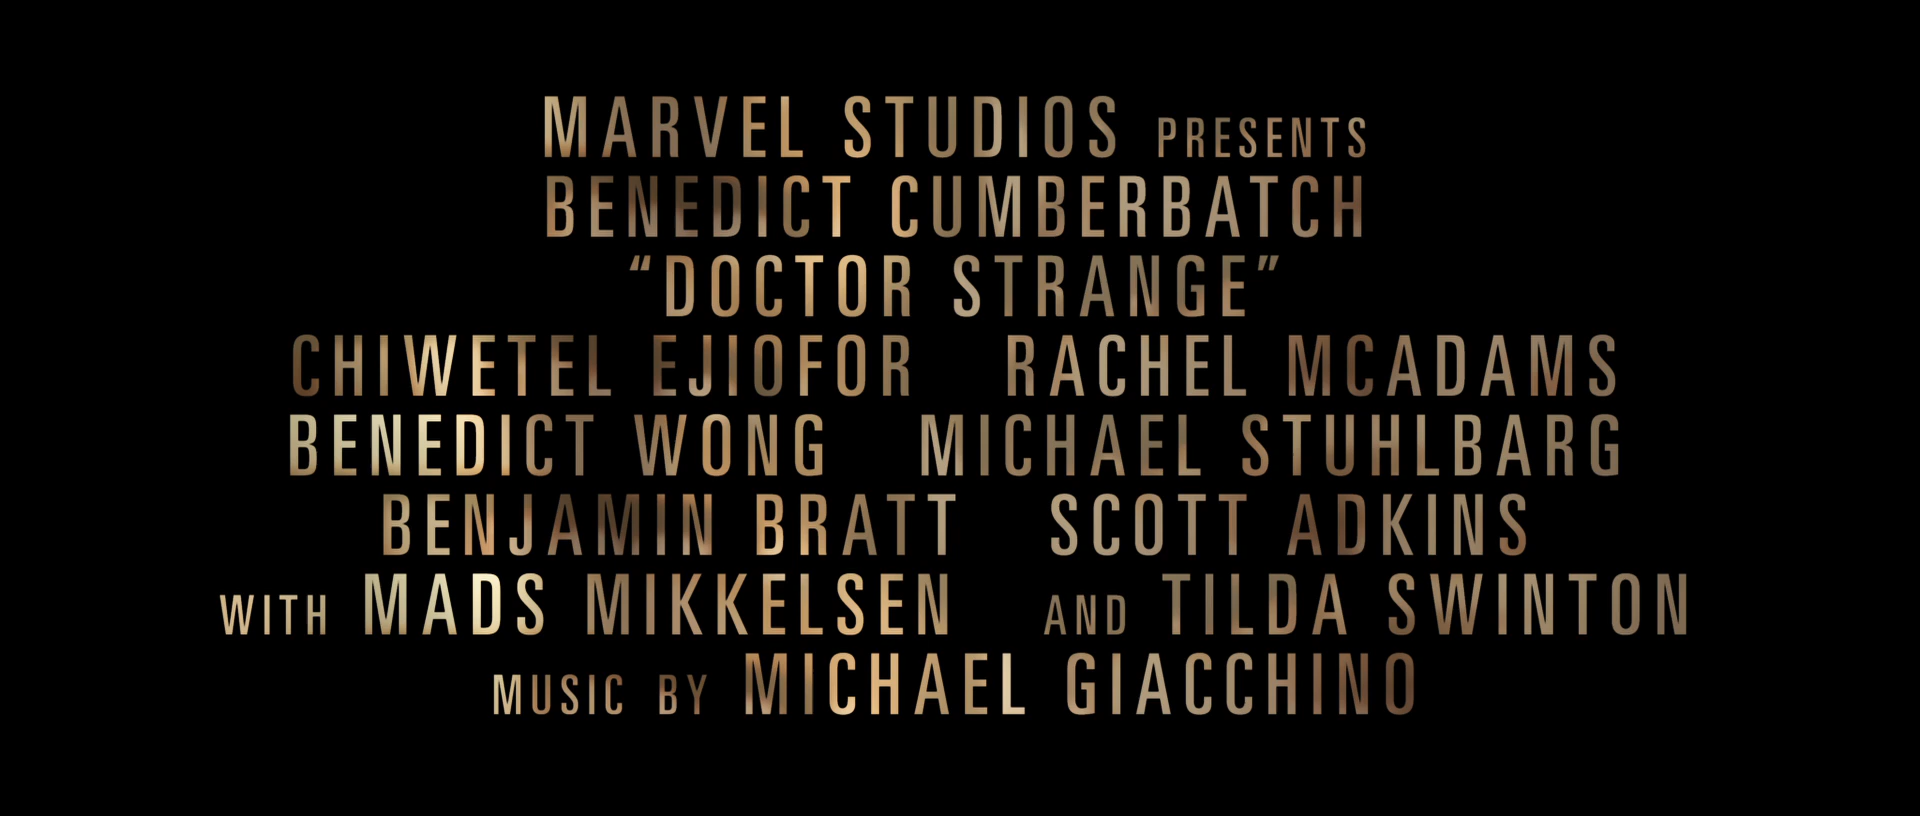 MARVEL STUDIOS PRESENTS
BENEDICT CUMBERBATCH
“DOCTOR STRANGE”
CHIWETEL EJIOFOR RACHEL MCADAMS
BENEDICT WONG MICHAEL STUHLBARG
BENJAMIN BRATT SCOTT ADKINS
WITH MADS MIKKELSEN AND TILDA SWINTON
MUSIC BY MICHAEL GIACCHINO